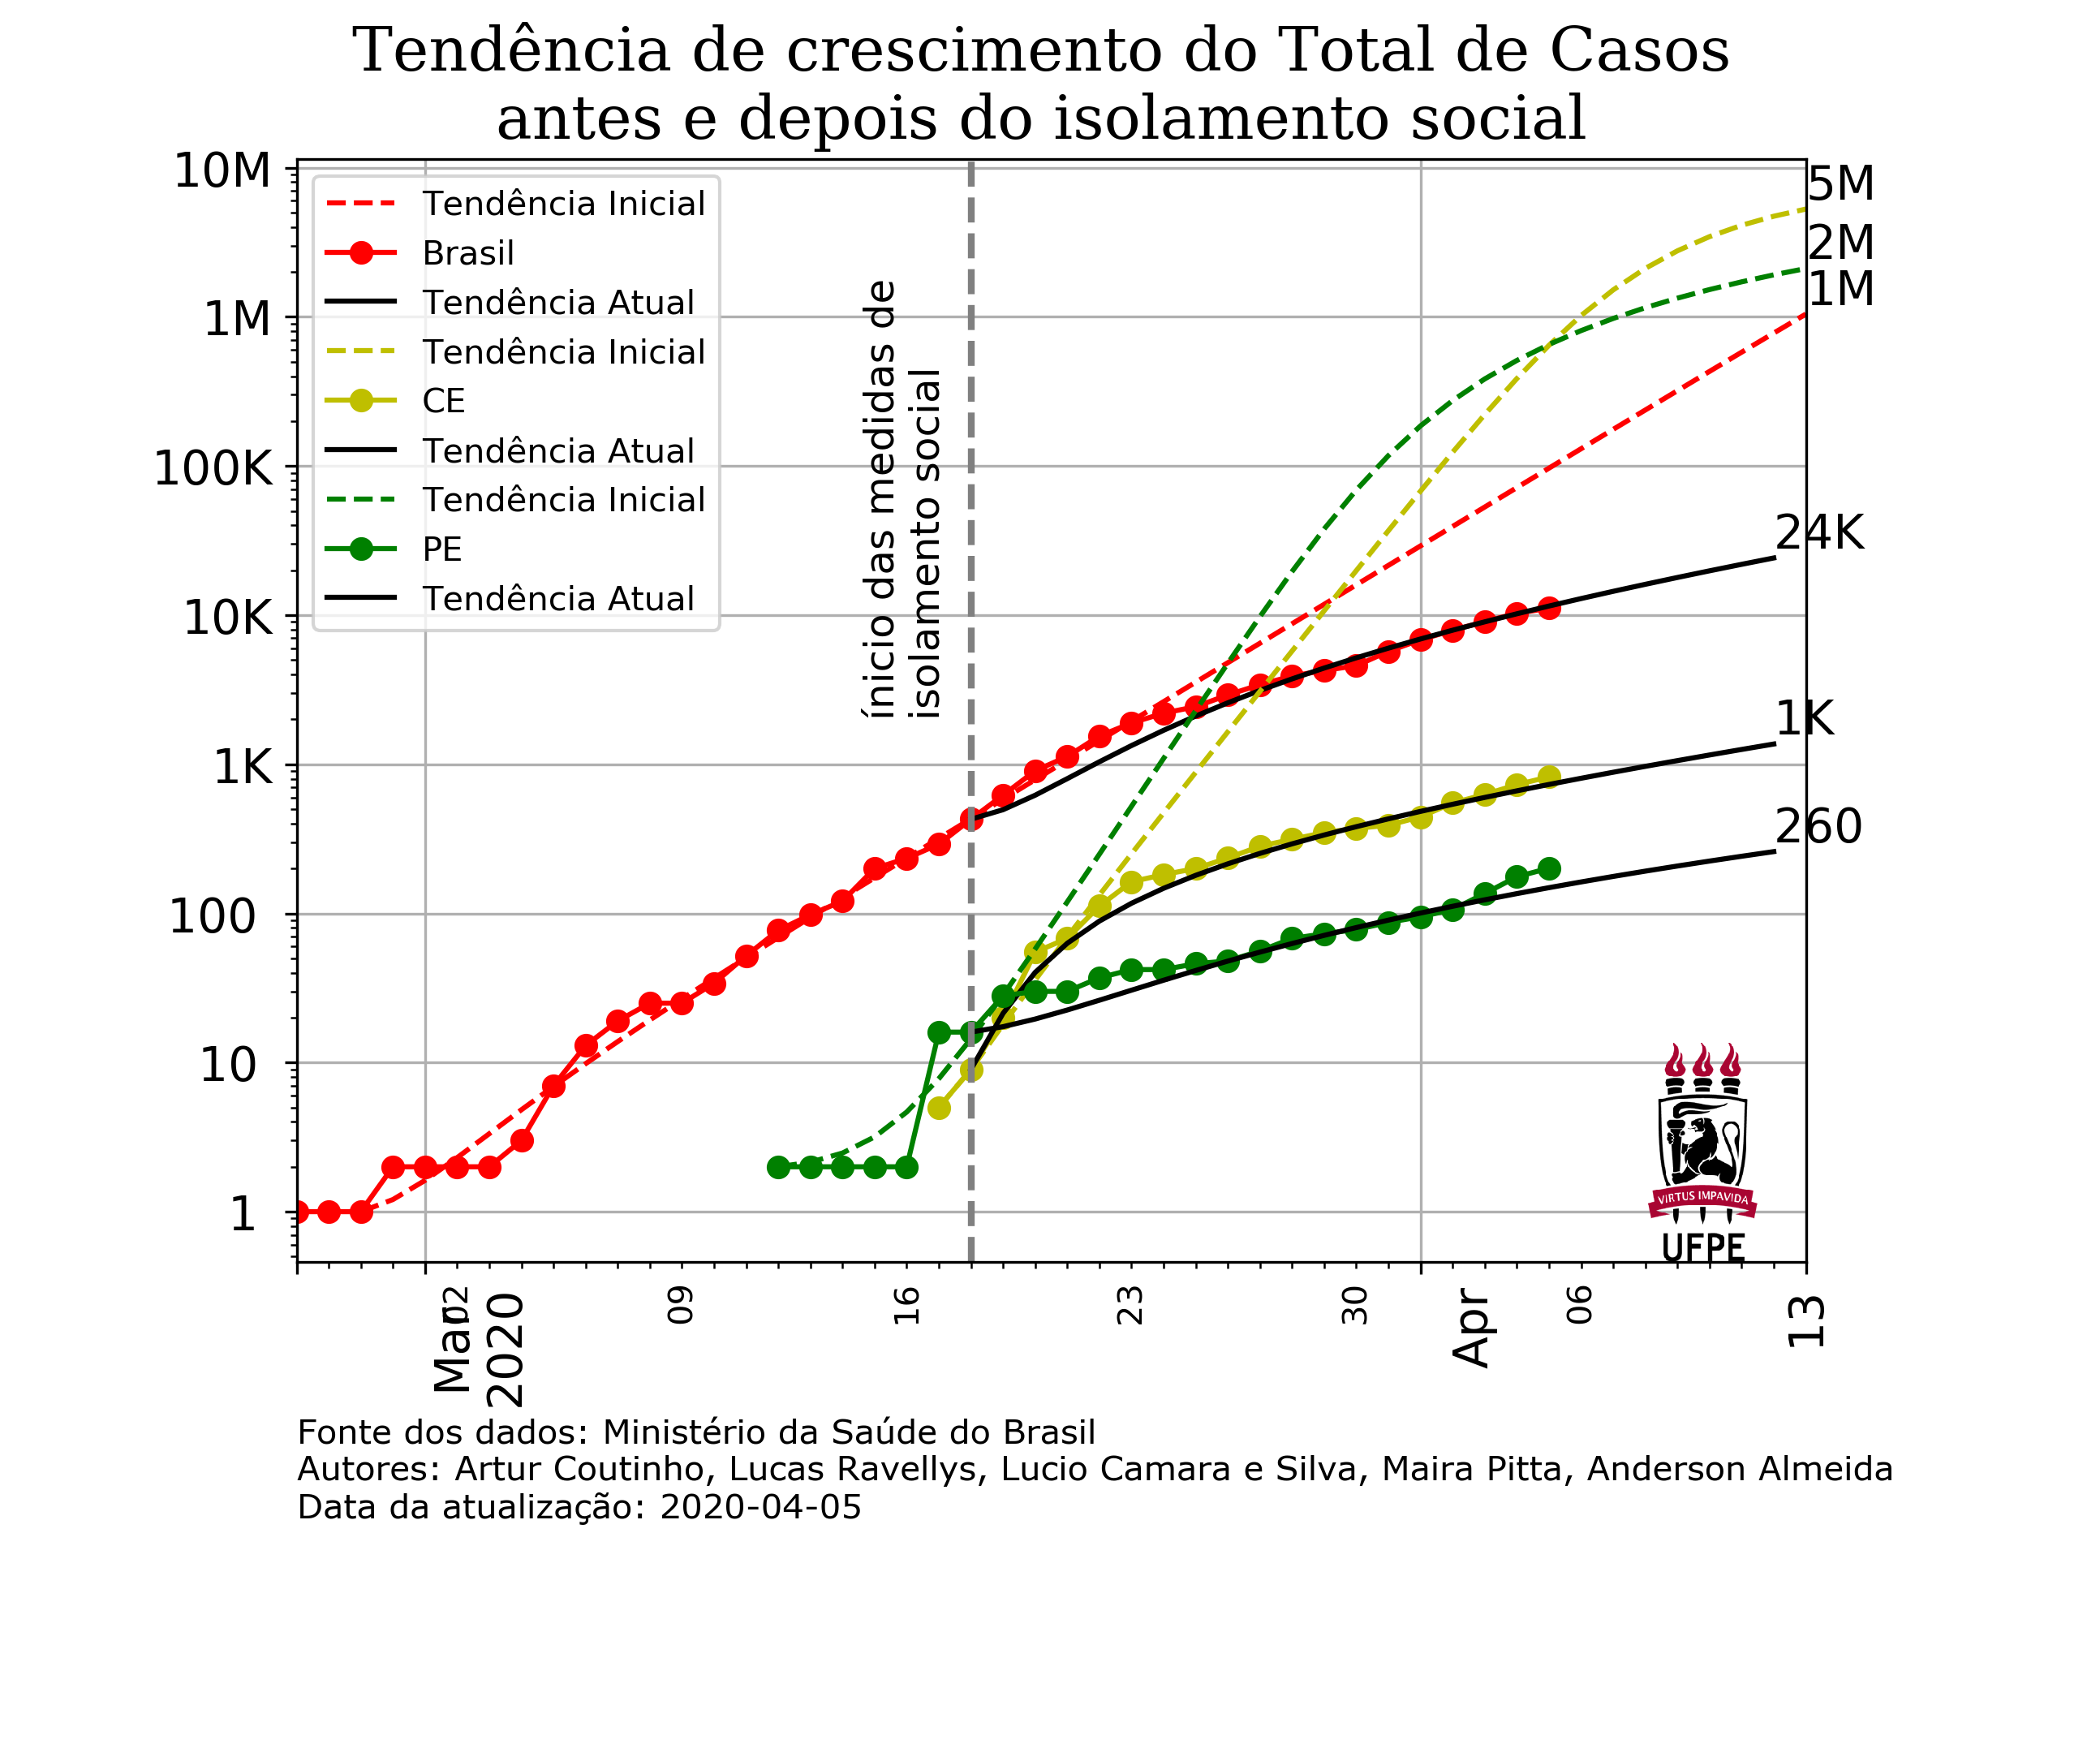 Tendência de crescimento do Total de Casos
antes e depois do isolamento social
10M
1M
100K
10K
1K
100
10
1
Tendência Inicial
Brasil
Tendência Atual
Tendência Inicial
CE
Tendência Atual
Tendência Inicial
PE
Tendência Atual
ínicio das medidas de
isolamento social
5M
2M
1M
24K
1K
260
VIRTUS IMPAVIDA
UFPE
02
09
16
23
30
06
Mar
2020
Apr
13
Fonte dos dados: Ministério da Saúde do Brasil
Autores: Artur Coutinho, Lucas Ravellys, Lucio Camara e Silva, Maira Pitta, Anderson Almeida
Data da atualização: 2020-04-05